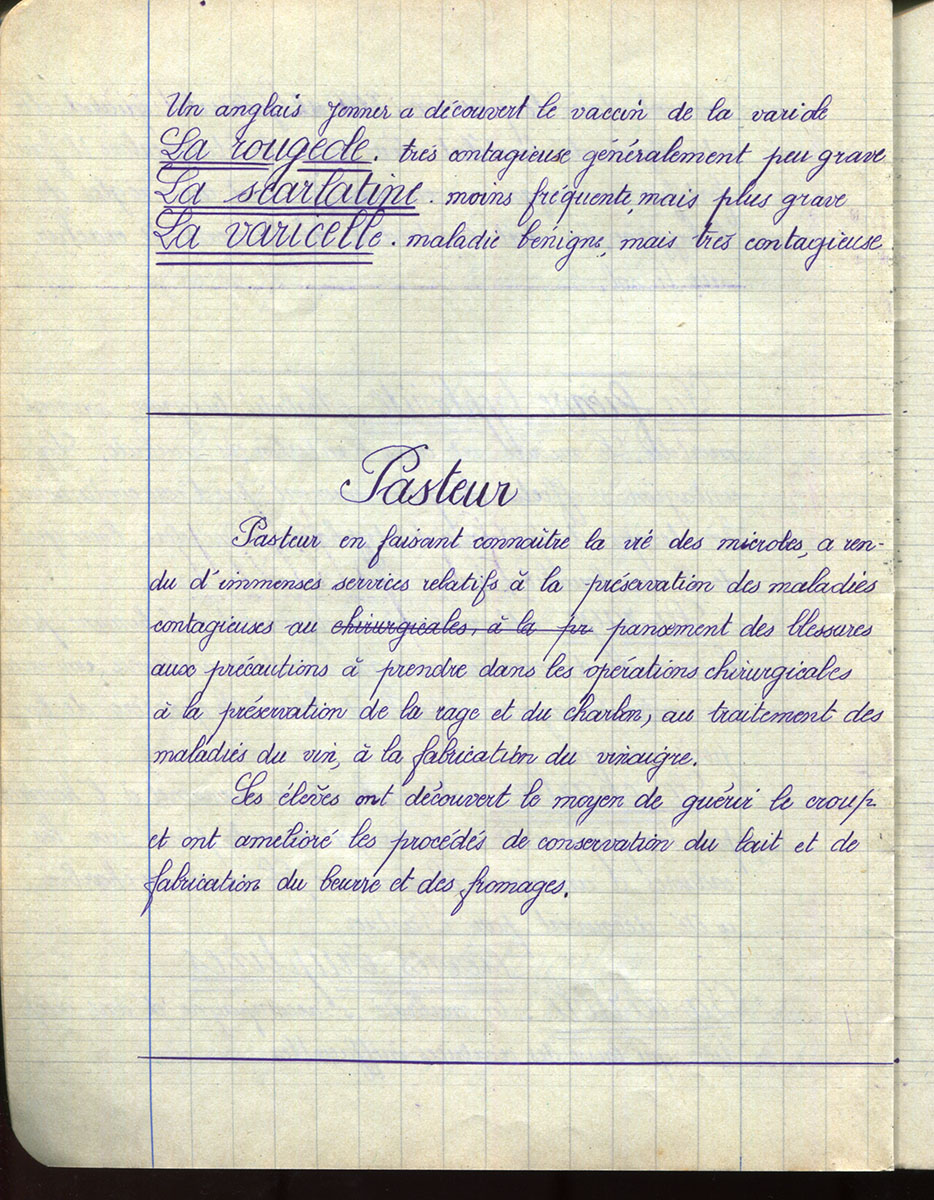 Un anglais Jenner a découvert le vaccin de la variole
La rougeole. très contagieuse généralement peu grave
La scarlatine. moins fréquente, mais plus grave
La varicelle. maladie bénigne, mais très contagieuse
Pasteur
Pasteur en faisant connaître la vie des microbes, a ren-
du d'immenses services relatifs à la préservation des maladies
contagieuses au chirurgicales, à la pr pansement des blessures
aux précautions à prendre dans les opérations chirurgicales
à la préservation de la rage et du charbon, au traitement des
maladies du vin, à la fabrication du vinaigre.
Ses élèves ont découvert le moyen de guérir le croup
et ont amélioré les procédés de conservation du lait et de
fabrication du beurre et des fromages.